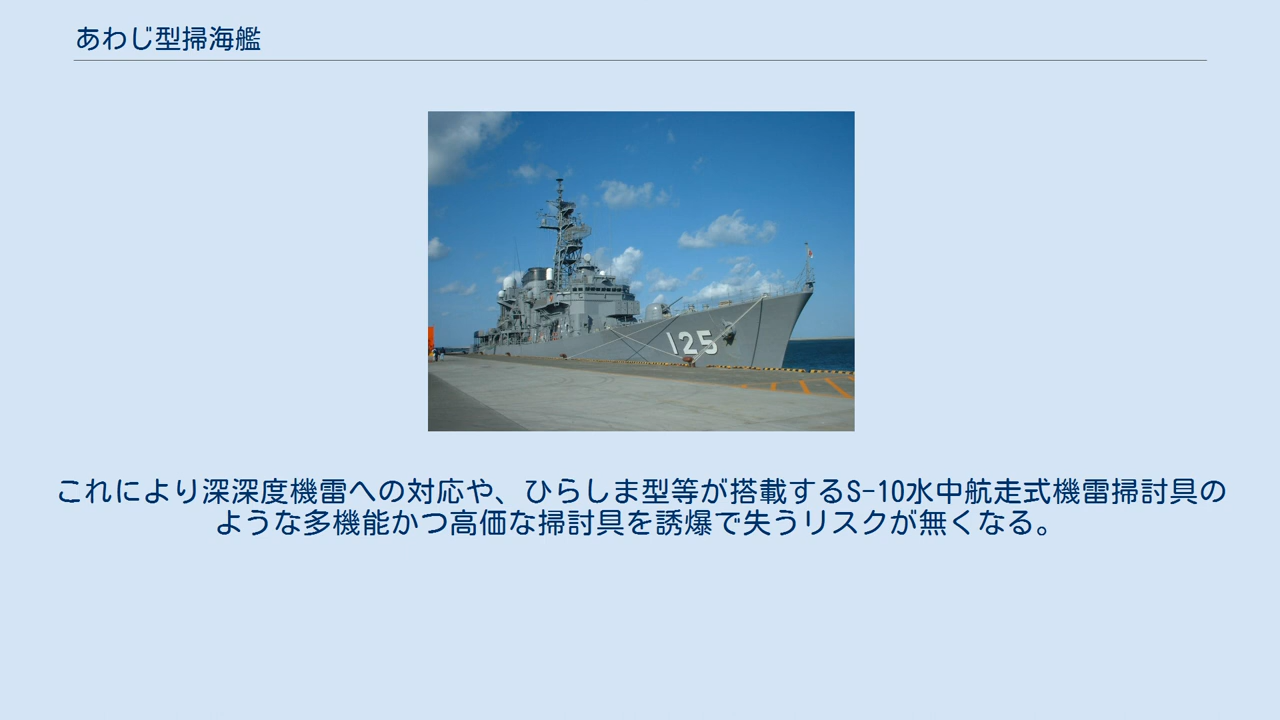 あわじ型掃海艦
125
これにより深深度機雷への対応や、ひらしま型等が搭載するS-10水中航走式機雷掃討具の
ような多機能かつ高価な掃討具を誘爆で失うリスクが無くなる。